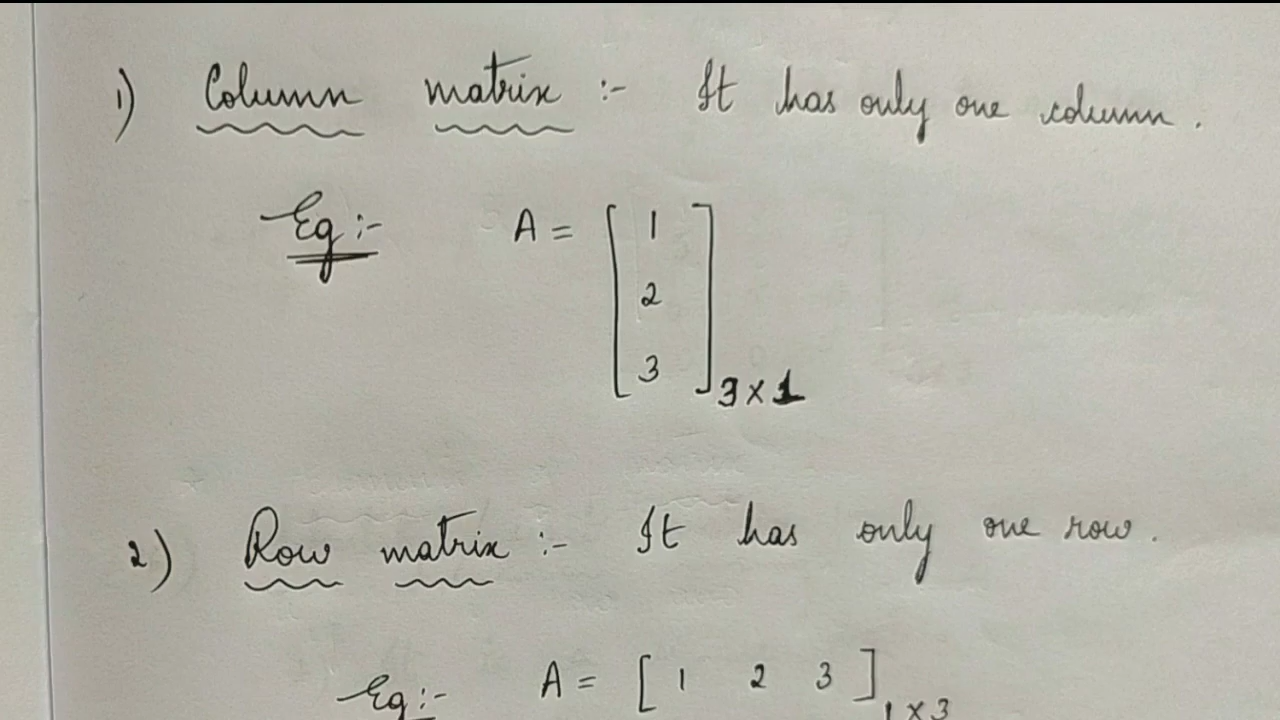 1) Column matrix :- It has only one column.
Eg :- A = [ 1
2
3 ] 3 x 1
2) Row matrix :- It has only one row.
Eg :- A = [ 1 2 3 ] 1 x 3